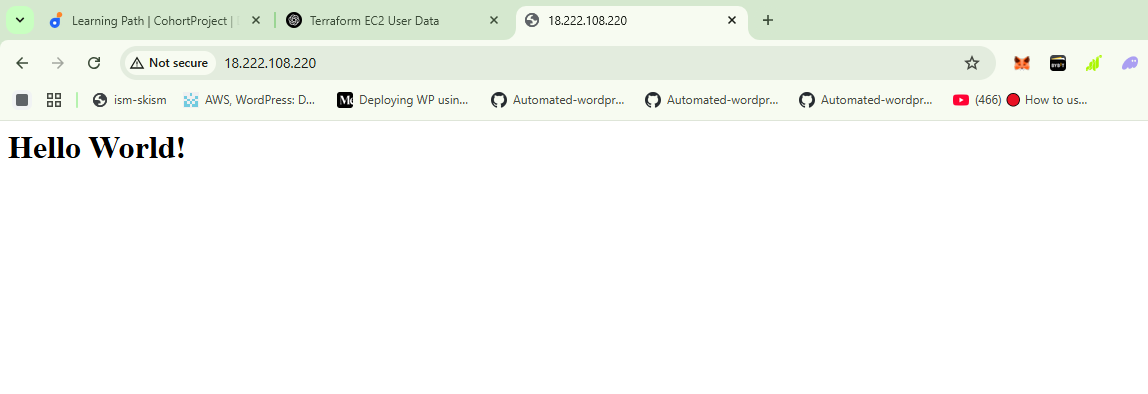 Learning Path | CohortProject |
Terraform EC2 User Data
18.222.108.220
Not secure
18.222.108.220
ism-skism
AWS, WordPress: D...
Deploying WP usin...
Automated-wordpr...
Automated-wordpr...
Automated-wordpr...
(466)
How to us...
Hello World!